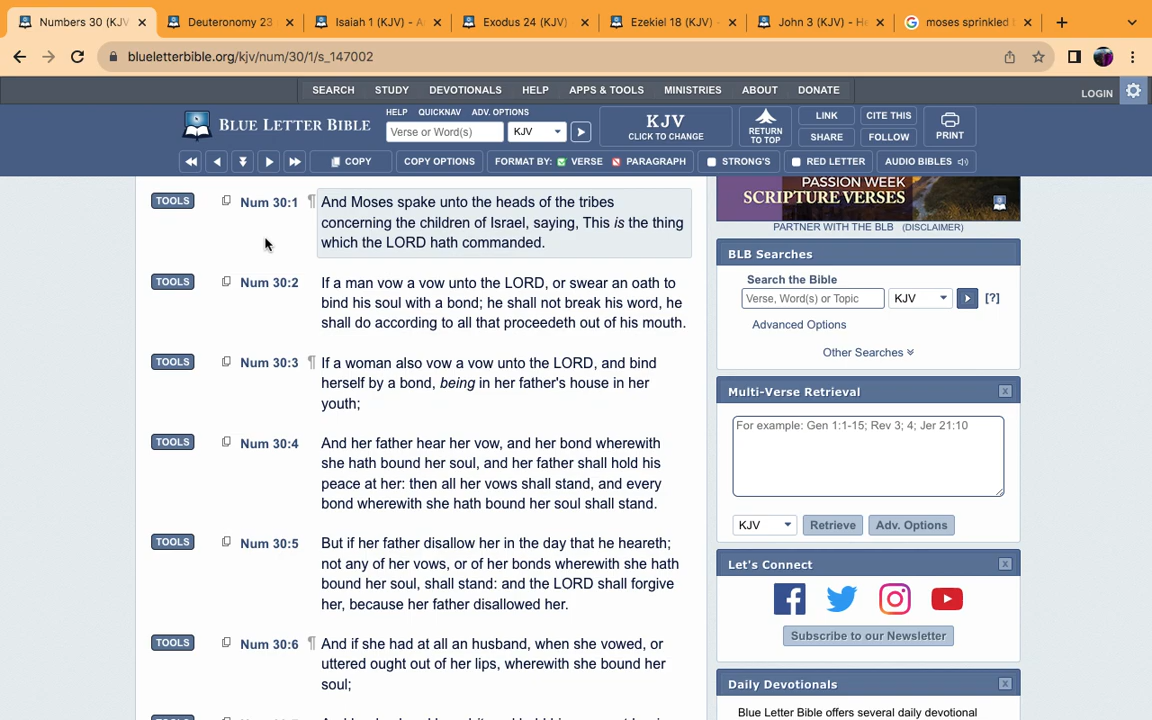 Numbers 30 (KJV)
Deuteronomy 23
Isaiah 1 (KJV) - A
Exodus 24 (KJV)
Ezekiel 18 (KJV) -
John 3 (KJV) - He
moses sprinkled b
blueletterbible.org/kjv/num/30/1/s_147002
SEARCH STUDY DEVOTIONALS HELP APPS & TOOLS MINISTRIES ABOUT DONATE LOGIN
BLUE LETTER BIBLE
HELP QUICKNAV ADV. OPTIONS
Verse or Word(s) KJV
KJV
CLICK TO CHANGE
RETURN
TO TOP
LINK CITE THIS
SHARE FOLLOW
PRINT
COPY COPY OPTIONS FORMAT BY: VERSE PARAGRAPH STRONG'S RED LETTER AUDIO BIBLES
TOOLS Num 30:1 ¶ And Moses spake unto the heads of the tribes
concerning the children of Israel, saying, This is the thing
which the LORD hath commanded.
TOOLS Num 30:2 If a man vow a vow unto the LORD, or swear an oath to
bind his soul with a bond; he shall not break his word, he
shall do according to all that proceedeth out of his mouth.
TOOLS Num 30:3 ¶ If a woman also vow a vow unto the LORD, and bind
herself by a bond, being in her father's house in her
youth;
TOOLS Num 30:4 And her father hear her vow, and her bond wherewith
she hath bound her soul, and her father shall hold his
peace at her: then all her vows shall stand, and every
bond wherewith she hath bound her soul shall stand.
TOOLS Num 30:5 But if her father disallow her in the day that he heareth;
not any of her vows, or of her bonds wherewith she hath
bound her soul, shall stand: and the LORD shall forgive
her, because her father disallowed her.
TOOLS Num 30:6 ¶ And if she had at all an husband, when she vowed, or
uttered ought out of her lips, wherewith she bound her
soul;
PASSION WEEK
SCRIPTURE VERSES
PARTNER WITH THE BLB (DISCLAIMER)
BLB Searches
Search the Bible
Verse, Word(s) or Topic KJV [?]
Advanced Options
Other Searches
Multi-Verse Retrieval
For example: Gen 1:1-15; Rev 3; 4; Jer 21:10
KJV Retrieve Adv. Options
Let's Connect
Subscribe to our Newsletter
Daily Devotionals
Blue Letter Bible offers several daily devotional